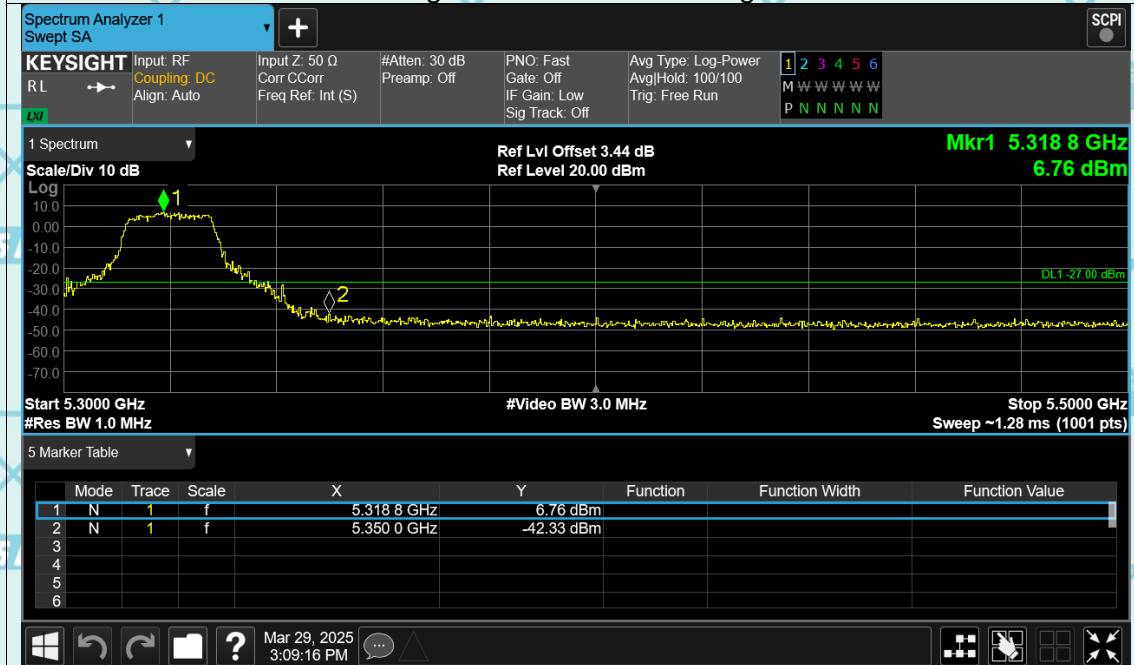 Spectrum Analyzer 1
Swept SA
+
SCPI
KEYSIGHT
RL
LXI
Input: RF
Coupling: DC
Align: Auto
Input Z: 50 Ω
Corr CCorr
Freq Ref: Int (S)
#Atten: 30 dB
Preamp: Off
PNO: Fast
Gate: Off
IF Gain: Low
Sig Track: Off
Avg Type: Log-Power
Avg|Hold: 100/100
Trig: Free Run
1 2 3 4 5 6
M W W W W W
P N N N N N
1 Spectrum
Scale/Div 10 dB
Ref Lvl Offset 3.44 dB
Ref Level 20.00 dBm
Mkr1 5.318 8 GHz
6.76 dBm
Log
10.0
0.00
-10.0
-20.0
-30.0
-40.0
-50.0
-60.0
-70.0
1
2
DL1 -27.00 dBm
Start 5.3000 GHz
#Video BW 3.0 MHz
Stop 5.5000 GHz
#Res BW 1.0 MHz
Sweep ~1.28 ms (1001 pts)
5 Marker Table
Mode Trace Scale X Y Function Function Width Function Value
1 N 1 f 5.318 8 GHz 6.76 dBm
2 N 1 f 5.350 0 GHz -42.33 dBm
3
4
5
6
?
Mar 29, 2025
3:09:16 PM